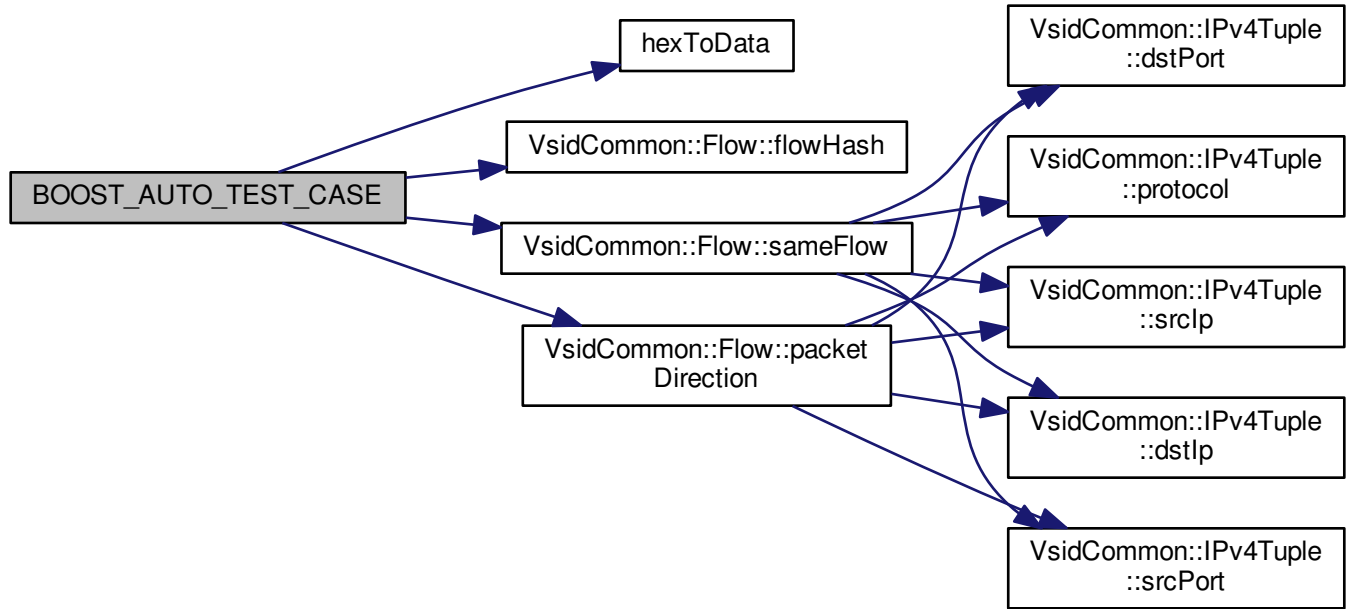 BOOST_AUTO_TEST_CASE
hexToData
VsidCommon::Flow::flowHash
VsidCommon::Flow::sameFlow
VsidCommon::Flow::packet
Direction
VsidCommon::IPv4Tuple
::dstPort
VsidCommon::IPv4Tuple
::protocol
VsidCommon::IPv4Tuple
::srcIp
VsidCommon::IPv4Tuple
::dstIp
VsidCommon::IPv4Tuple
::srcPort